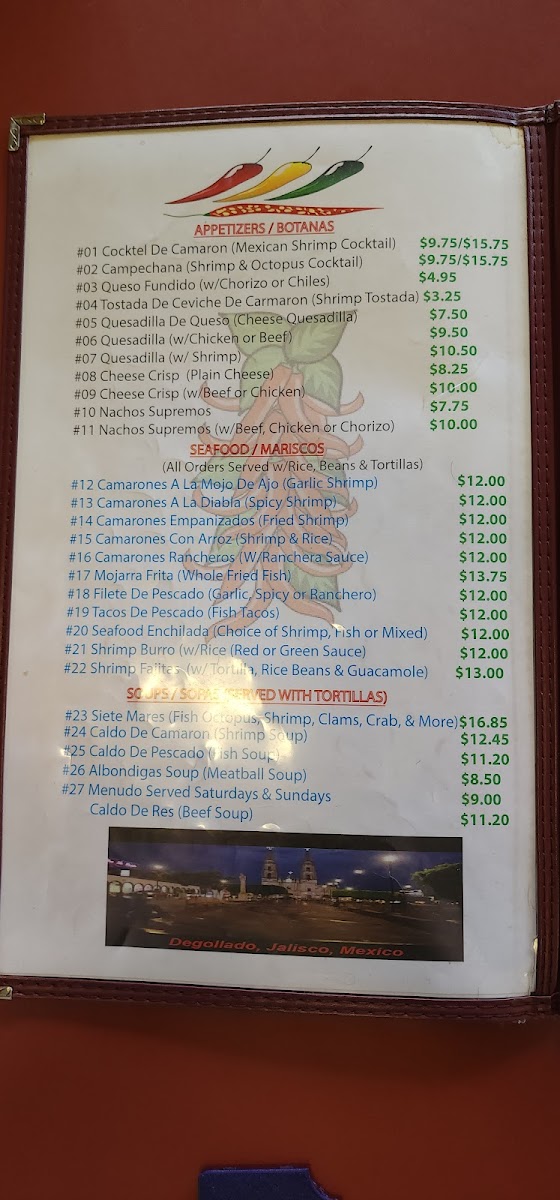 APPETIZERS / BOTANAS
#01 Cocktel De Camaron (Mexican Shrimp Cocktail) $9.75/$15.75
#02 Campechana (Shrimp & Octopus Cocktail) $9.75/$15.75
#03 Queso Fundido (w/Chorizo or Chiles) $4.95
#04 Tostada De Ceviche De Carmaron (Shrimp Tostada) $3.25
#05 Quesadilla De Queso (Cheese Quesadilla) $7.50
#06 Quesadilla (w/Chicken or Beef) $9.50
#07 Quesadilla (w/ Shrimp) $10.50
#08 Cheese Crisp (Plain Cheese) $8.25
#09 Cheese Crisp (w/Beef or Chicken) $10.00
#10 Nachos Supremos $7.75
#11 Nachos Supremos (w/Beef, Chicken or Chorizo) $10.00
SEAFOOD / MARISCOS
(All Orders Served w/Rice, Beans & Tortillas)
#12 Camarones A La Mojo De Ajo (Garlic Shrimp) $12.00
#13 Camarones A La Diabla (Spicy Shrimp) $12.00
#14 Camarones Empanizados (Fried Shrimp) $12.00
#15 Camarones Con Arroz (Shrimp & Rice) $12.00
#16 Camarones Rancheros (W/Ranchera Sauce) $12.00
#17 Mojarra Frita (Whole Fried Fish) $13.75
#18 Filete De Pescado (Garlic, Spicy or Ranchero) $12.00
#19 Tacos De Pescado (Fish Tacos) $12.00
#20 Seafood Enchilada (Choice of Shrimp, Fish or Mixed) $12.00
#21 Shrimp Burro (w/Rice (Red or Green Sauce) $12.00
#22 Shrimp Fajitas (w/ Tortilla, Rice Beans & Guacamole) $13.00
SOUPS / SOPAS (SERVED WITH TORTILLAS)
#23 Siete Mares (Fish Octopus, Shrimp, Clams, Crab, & More) $16.85
#24 Caldo De Camaron (Shrimp Soup) $12.45
#25 Caldo De Pescado (Fish Soup) $11.20
#26 Albondigas Soup (Meatball Soup) $8.50
#27 Menudo Served Saturdays & Sundays $9.00
Caldo De Res (Beef Soup) $11.20
Degollado, Jalisco, Mexico